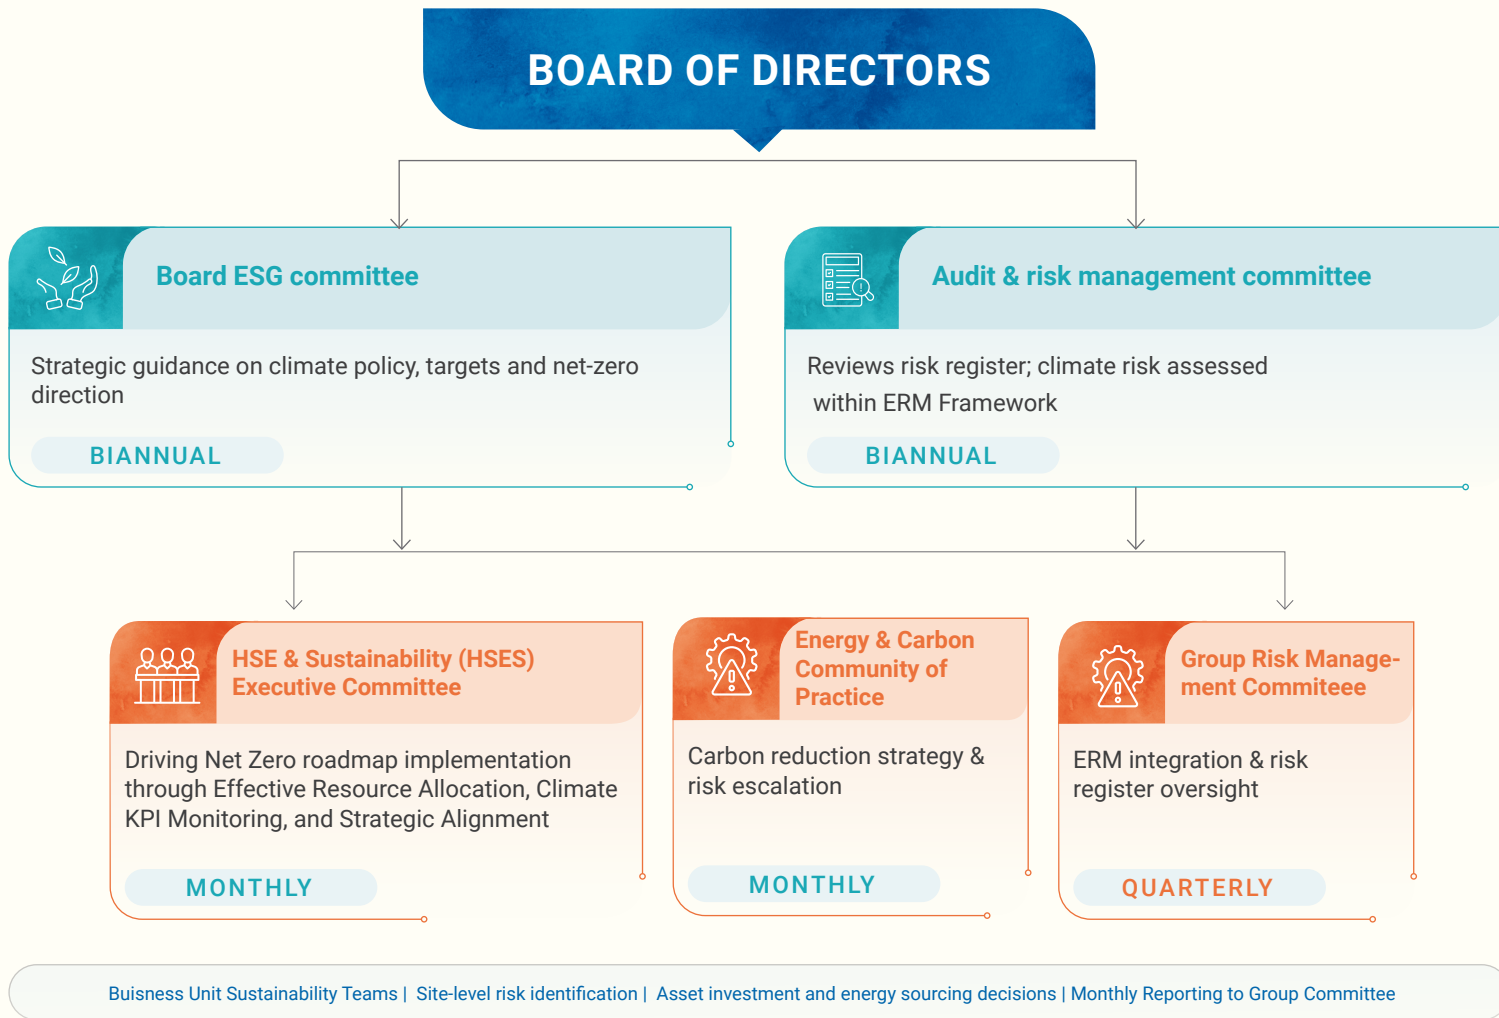 BOARD OF DIRECTORS
Board ESG committee
Strategic guidance on climate policy, targets and net-zero
direction
BIANNUAL
Audit & risk management committee
Reviews risk register; climate risk assessed
within ERM Framework
BIANNUAL
HSE & Sustainability (HSES)
Executive Committee
Driving Net Zero roadmap implementation
through Effective Resource Allocation, Climate
KPI Monitoring, and Strategic Alignment
MONTHLY
Energy & Carbon
Community of
Practice
Carbon reduction strategy &
risk escalation
MONTHLY
Group Risk Manage-
ment Commiteee
ERM integration & risk
register oversight
QUARTERLY
Buisness Unit Sustainability Teams | Site-level risk identification | Asset investment and energy sourcing decisions | Monthly Reporting to Group Committee